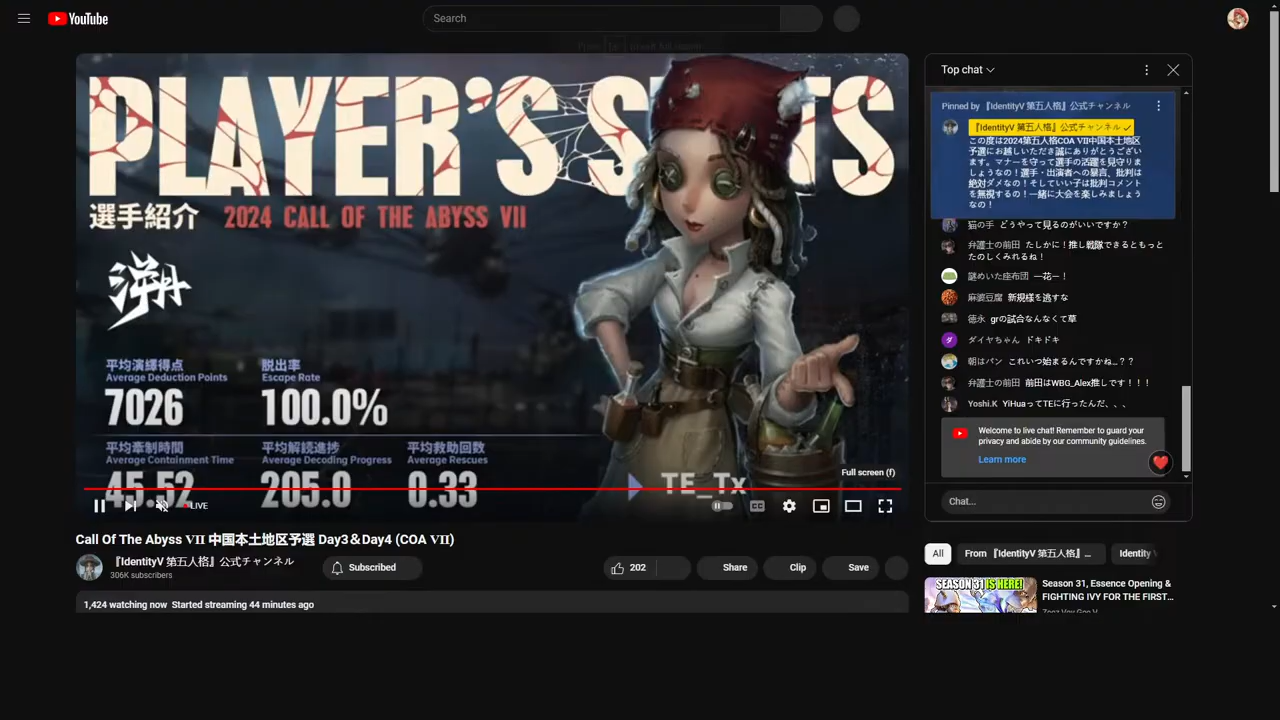 YouTube
Search
PLAYER'S S
TS
選手紹介
2024 CALL OF THE ABYSS VII
溯
平均演繹得点
Average Deduction Points
7026
脱出率
Escape Rate
100.0%
平均牽制時間
Average Containment Time
45.52
平均解読進捗
Average Decoding Progress
205.0
平均救助回数
Average Rescues
0.33
TE_Tx
Full screen (f)
LIVE
Call Of The Abyss Ⅶ 中国本土地区予選 Day3＆Day4 (COA Ⅶ)
『IdentityV 第五人格』公式チャンネル
306K subscribers
Subscribed
202
Share
Clip
Save
1,424 watching now Started streaming 44 minutes ago
Top chat
Pinned by 『IdentityV 第五人格』公式チャンネル
『IdentityV 第五人格』公式チャンネル
この度は2024第五人格COA Ⅶ中国本土地区
予選にお越しいただき誠にありがとうござい
ます。マナーを守って選手の活躍を見守りま
しょうなの！選手・出演者への暴言、批判は
絶対ダメなの！そしていい子は批判コメント
を無視するの！一緒に大会を楽しみましょう
なの！
猫の手 どうやって見るのがいいですか？
弁護士の前田 たしかに！推し戦隊できるともっと
たのしくみれるね！
謎めいた座布団 一花ー！
麻婆豆腐 新規様を逃すな
德永 grの試合なんなくて草
ダイヤちゃん ドキドキ
朝はパン これいつ始まるんですかね...？？
弁護士の前田 前田はWBG_Alex推しです！！！
Yoshi.K YiHuaってTEに行ったんだ、、、
Welcome to live chat! Remember to guard your
privacy and abide by our community guidelines.
Learn more
Chat...
All
From 『IdentityV 第五人格』...
Identity
SEASON 31 IS HERE!
Season 31, Essence Opening &
FIGHTING IVY FOR THE FIRST...